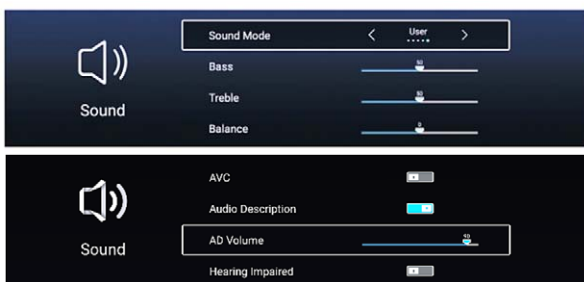 Sound Mode < User >
Bass 50
Treble 50
Sound
Balance 0
AVC
Audio Description
AD Volume
Sound
Hearing Impaired